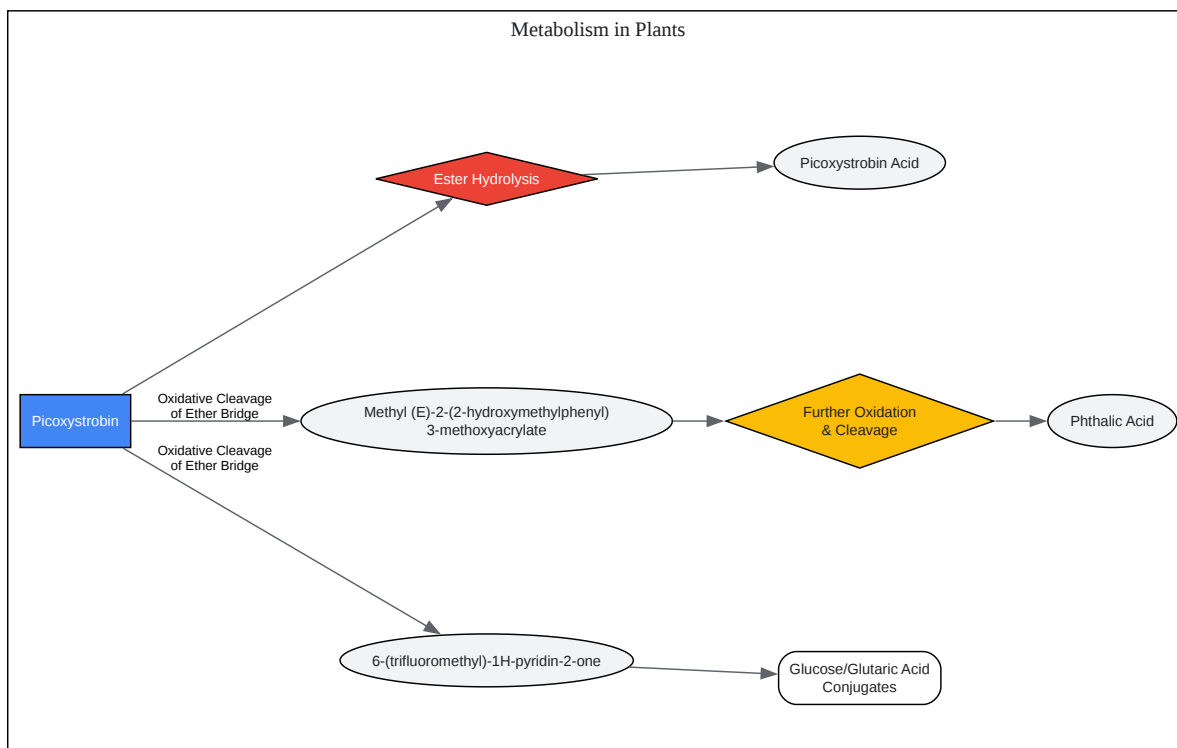 Metabolism in Plants
Ester Hydrolysis
Picoxystrobin Acid
Picoxystrobin
Oxidative Cleavage
of Ether Bridge
Methyl (E)-2-(2-hydroxymethylphenyl)
3-methoxyacrylate
Further Oxidation
& Cleavage
Phthalic Acid
Oxidative Cleavage
of Ether Bridge
6-(trifluoromethyl)-1H-pyridin-2-one
Glucose/Glutaric Acid
Conjugates